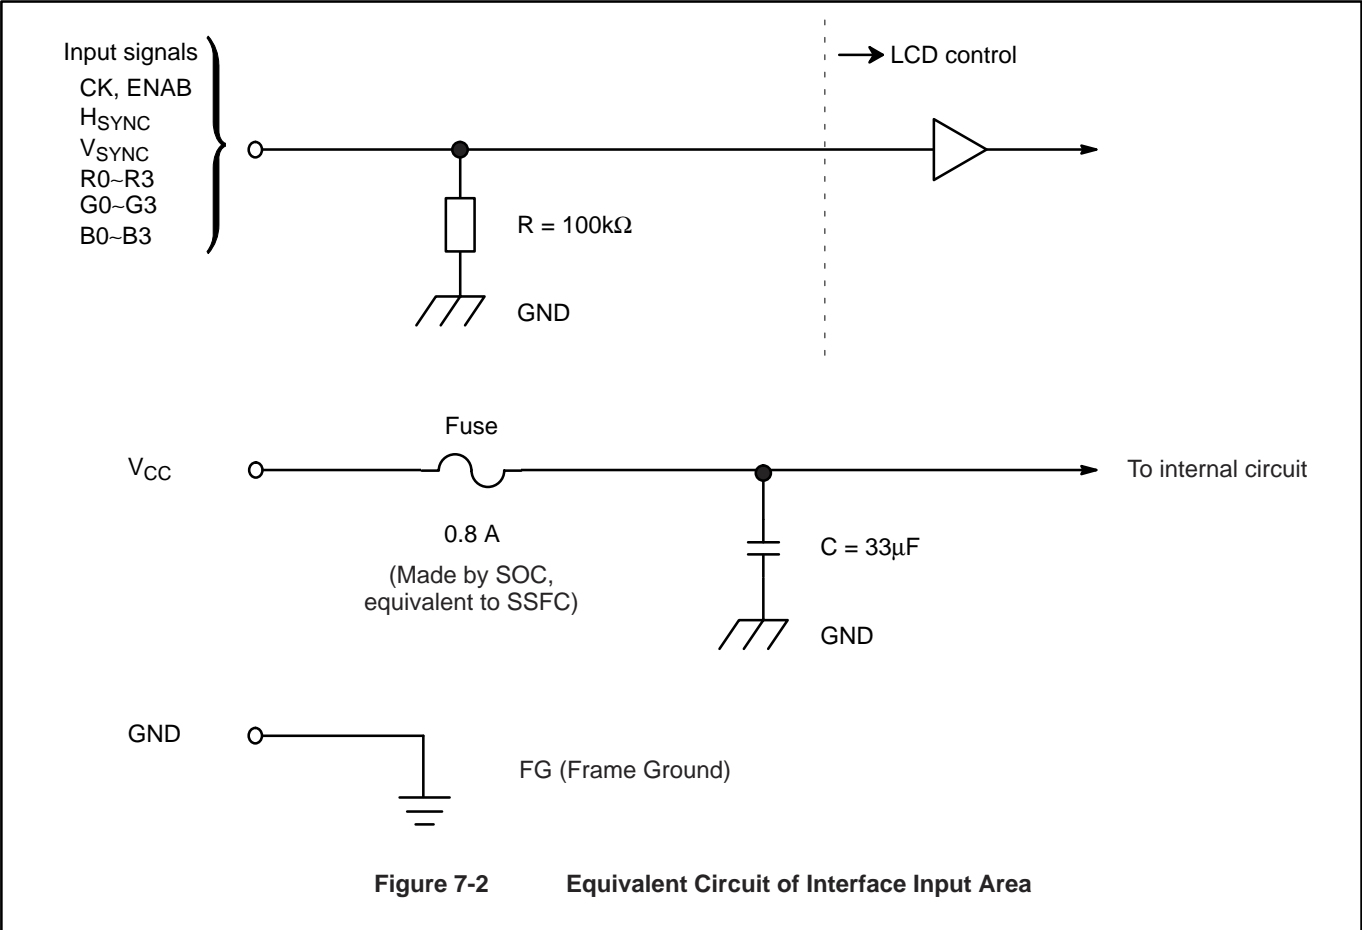 Input signals
CK, ENAB
HSYNC
VSYNC
R0~R3
G0~G3
B0~B3
LCD control
R = 100kΩ
GND
Fuse
VCC
To internal circuit
0.8 A
(Made by SOC,
equivalent to SSFC)
C = 33μF
GND
GND
FG (Frame Ground)
Figure 7-2 Equivalent Circuit of Interface Input Area